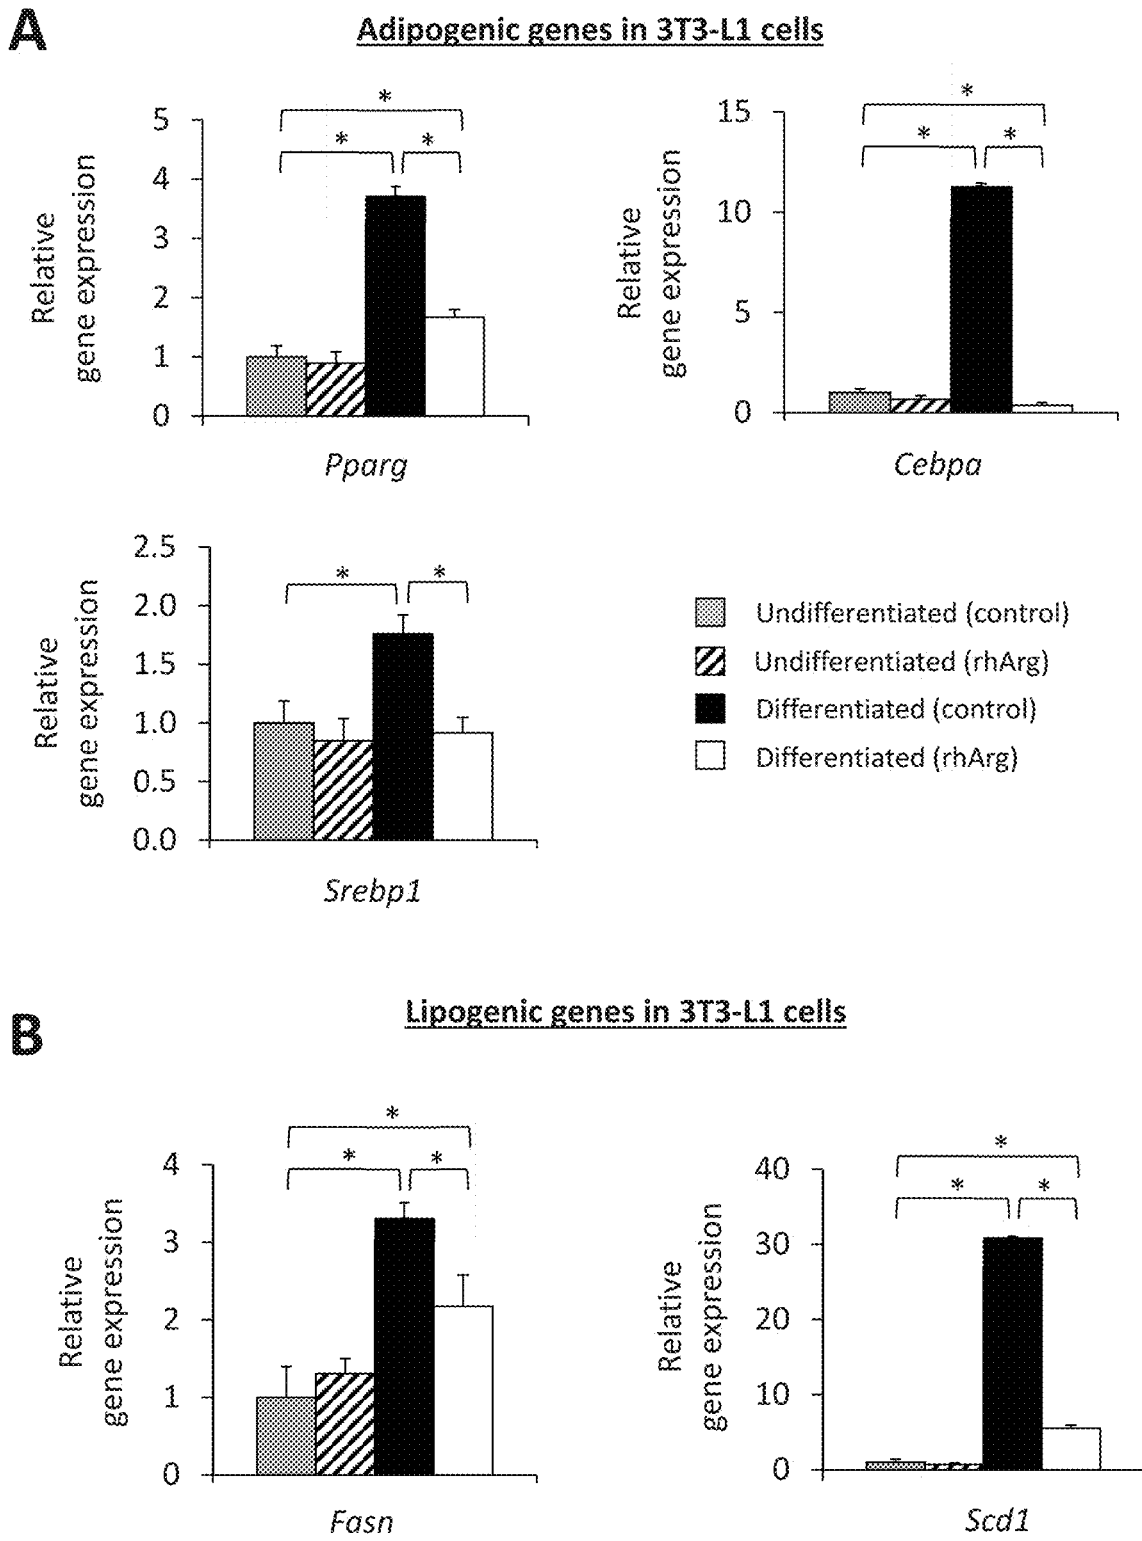 A
Adipogenic genes in 3T3-L1 cells
Relative
gene expression
5
4
3
2
1
0
*
*
*
Pparg
Relative
gene expression
15
10
5
0
*
*
*
Cebpa
Relative
gene expression
2.5
2.0
1.5
1.0
0.5
0.0
*
*
Srebp1
Undifferentiated (control)
Undifferentiated (rhArg)
Differentiated (control)
Differentiated (rhArg)
B
Lipogenic genes in 3T3-L1 cells
Relative
gene expression
4
3
2
1
0
*
*
*
Fasn
Relative
gene expression
40
30
20
10
0
*
*
*
Scd1